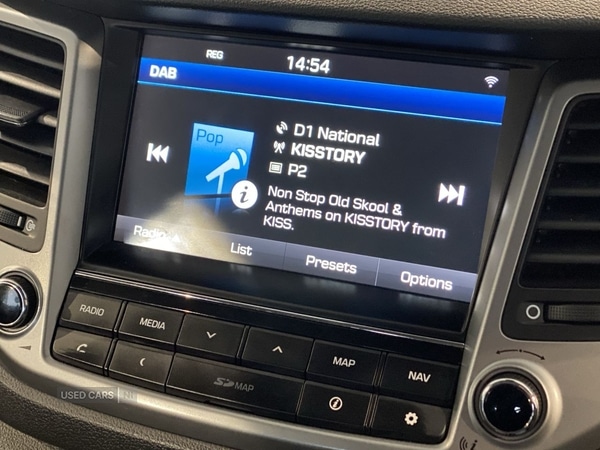 REG
14:54
DAB
Pop
D1 National
KISSTORY
P2
Non Stop Old Skool &
Anthems on KISSTORY from
KISS.
Radio
List
Presets
Options
RADIO
MEDIA
MAP
NAV
SD MAP
USED CARS NI